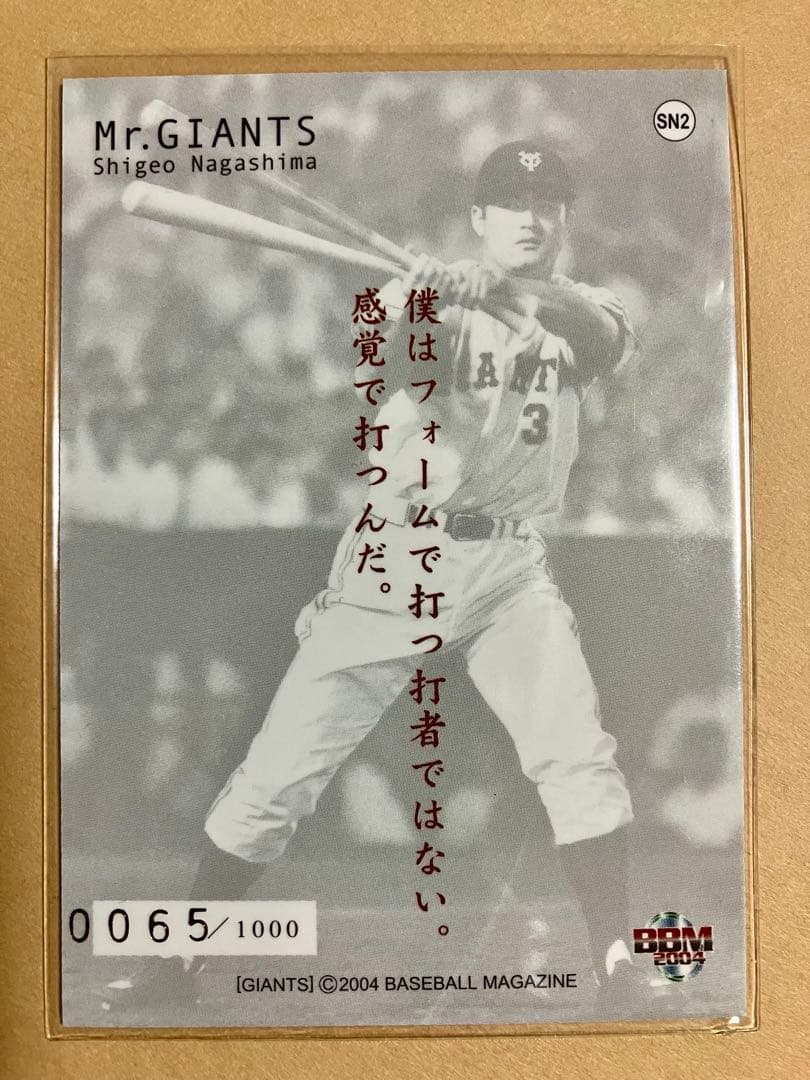 Mr.GIANTS
Shigeo Nagashima
SN2
YG
GIANTS
3
僕はフォームで打つ打者ではない。
感覚で打つんだ。
0065/1000
BBM
2004
[GIANTS]©2004 BASEBALL MAGAZINE